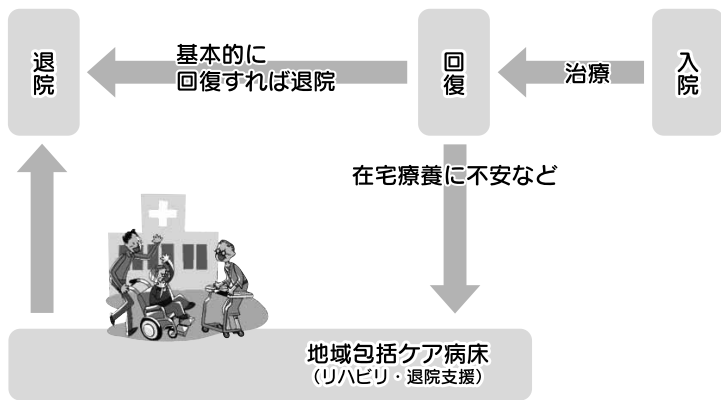 入院
治療
回復
基本的に
回復すれば退院
退院
在宅療養に不安など
地域包括ケア病床
（リハビリ・退院支援）